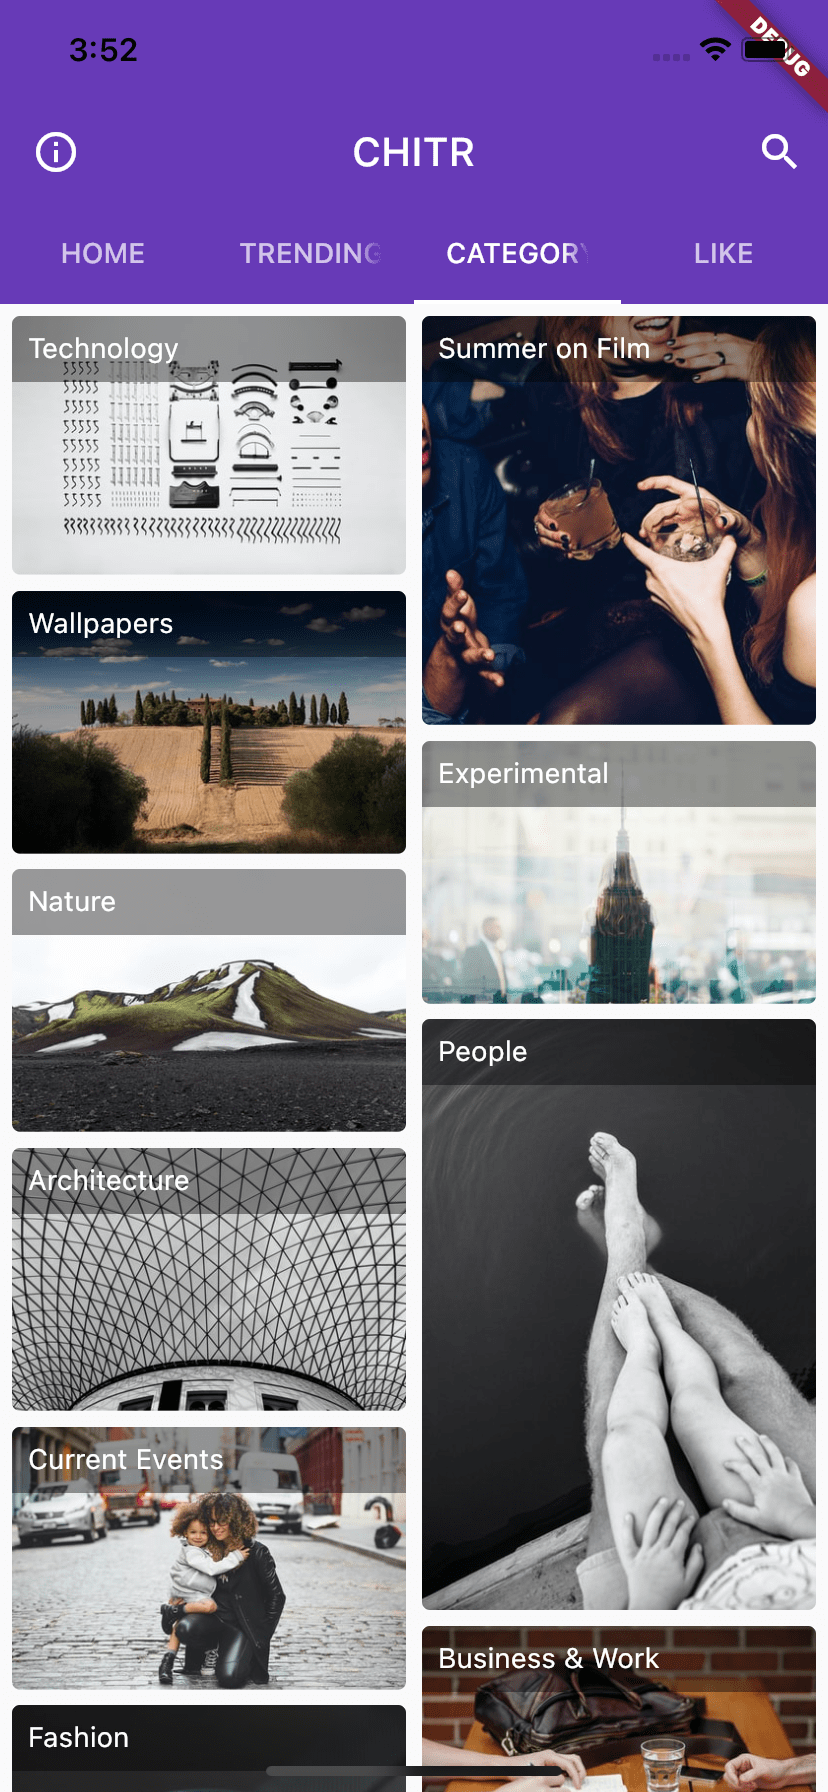 3:52
DEBUG
CHITR
HOME
TRENDING
CATEGORY
LIKE
Technology
Summer on Film
Wallpapers
Experimental
Nature
People
Architecture
Current Events
Business & Work
Fashion